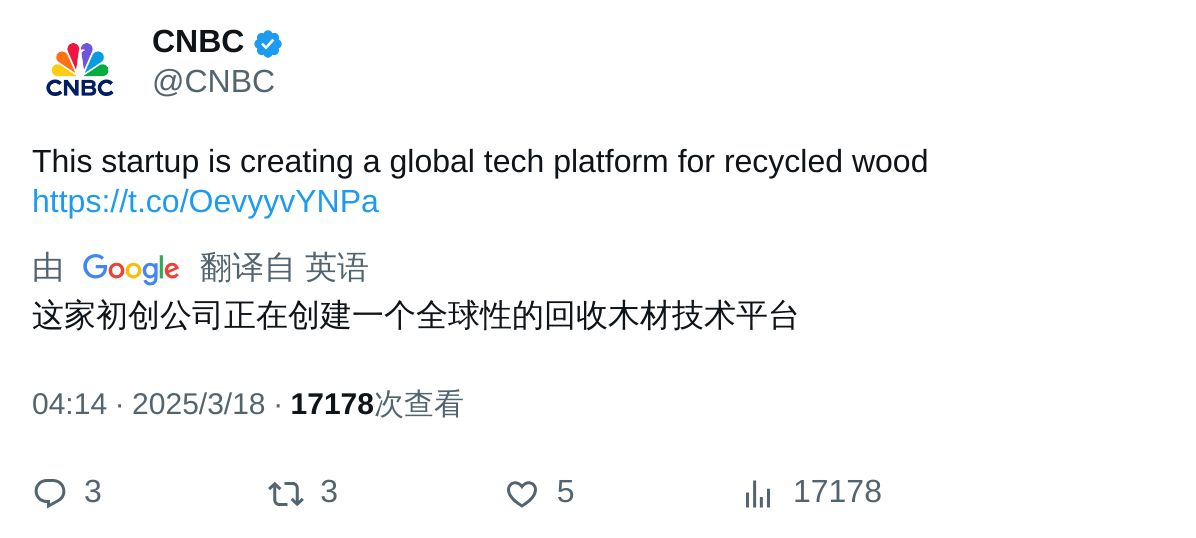 CNBC
CNBC
@CNBC
This startup is creating a global tech platform for recycled wood
https://t.co/OevyyvYNPa
由 Google 翻译自 英语
这家初创公司正在创建一个全球性的回收木材技术平台
04:14 · 2025/3/18 · 17178次查看
3 3 5 17178